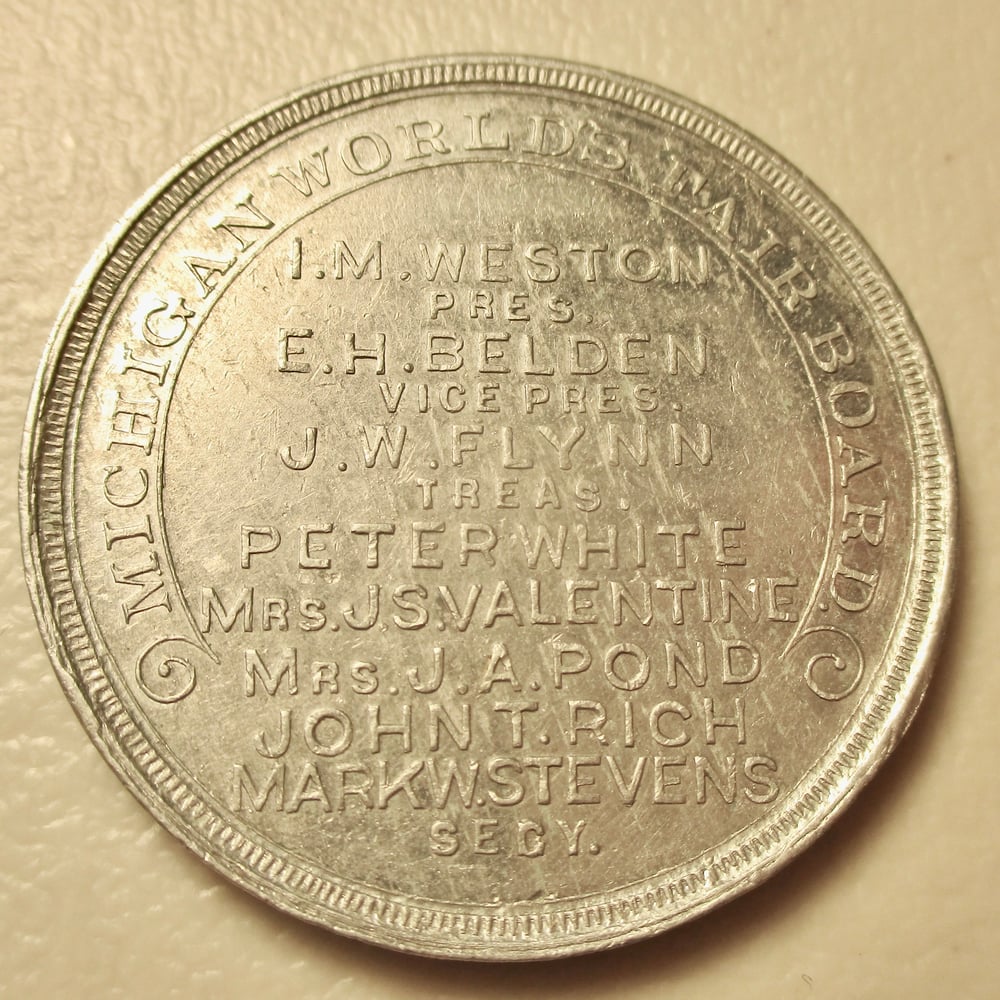 MICHIGAN WORLD'S FAIR BOARD.
I.M.WESTON
PRES.
E.H.BELDEN
VICE PRES.
J.W.FLYNN
TREAS.
PETER WHITE
MRS.J.S.VALENTINE
MRS.J.A.POND
JOHN T.RICH
MARK W.STEVENS
SECY.